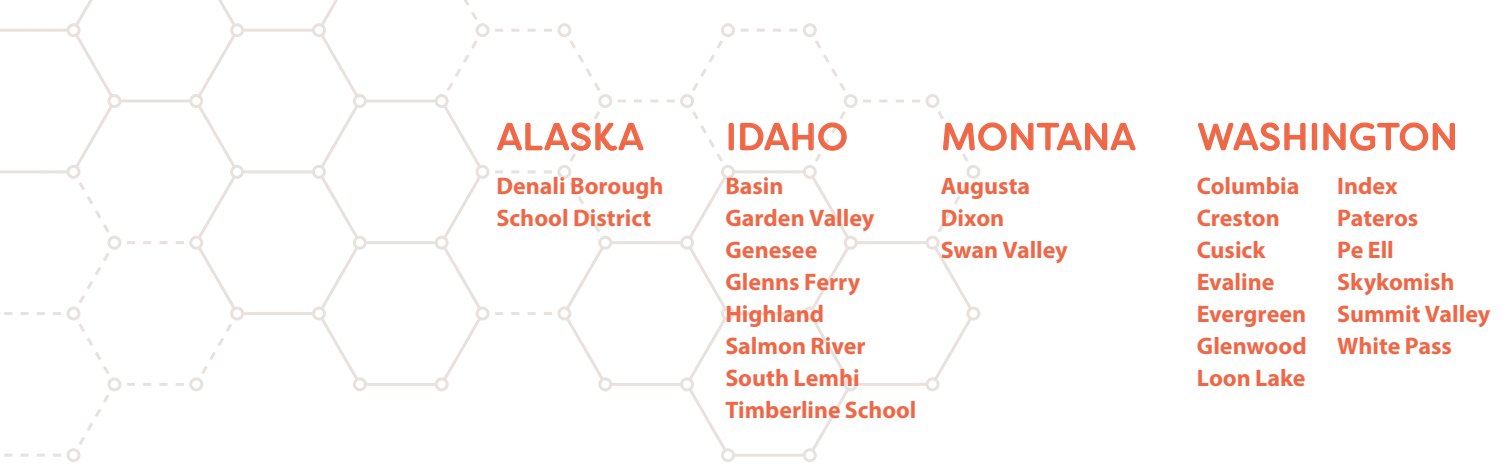 ALASKA
Denali Borough
School District
IDAHO
Basin
Garden Valley
Genesee
Glenns Ferry
Highland
Salmon River
South Lemhi
Timberline School
MONTANA
Augusta
Dixon
Swan Valley
WASHINGTON
Columbia
Creston
Cusick
Evaline
Evergreen
Glenwood
Loon Lake
Index
Pateros
Pe Ell
Skykomish
Summit Valley
White Pass